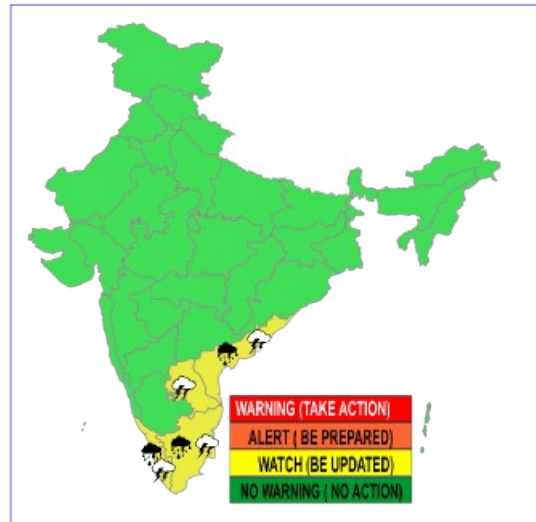 WARNING (TAKE ACTION)
ALERT ( BE PREPARED)
WATCH (BE UPDATED)
NO WARNING ( NO ACTION)